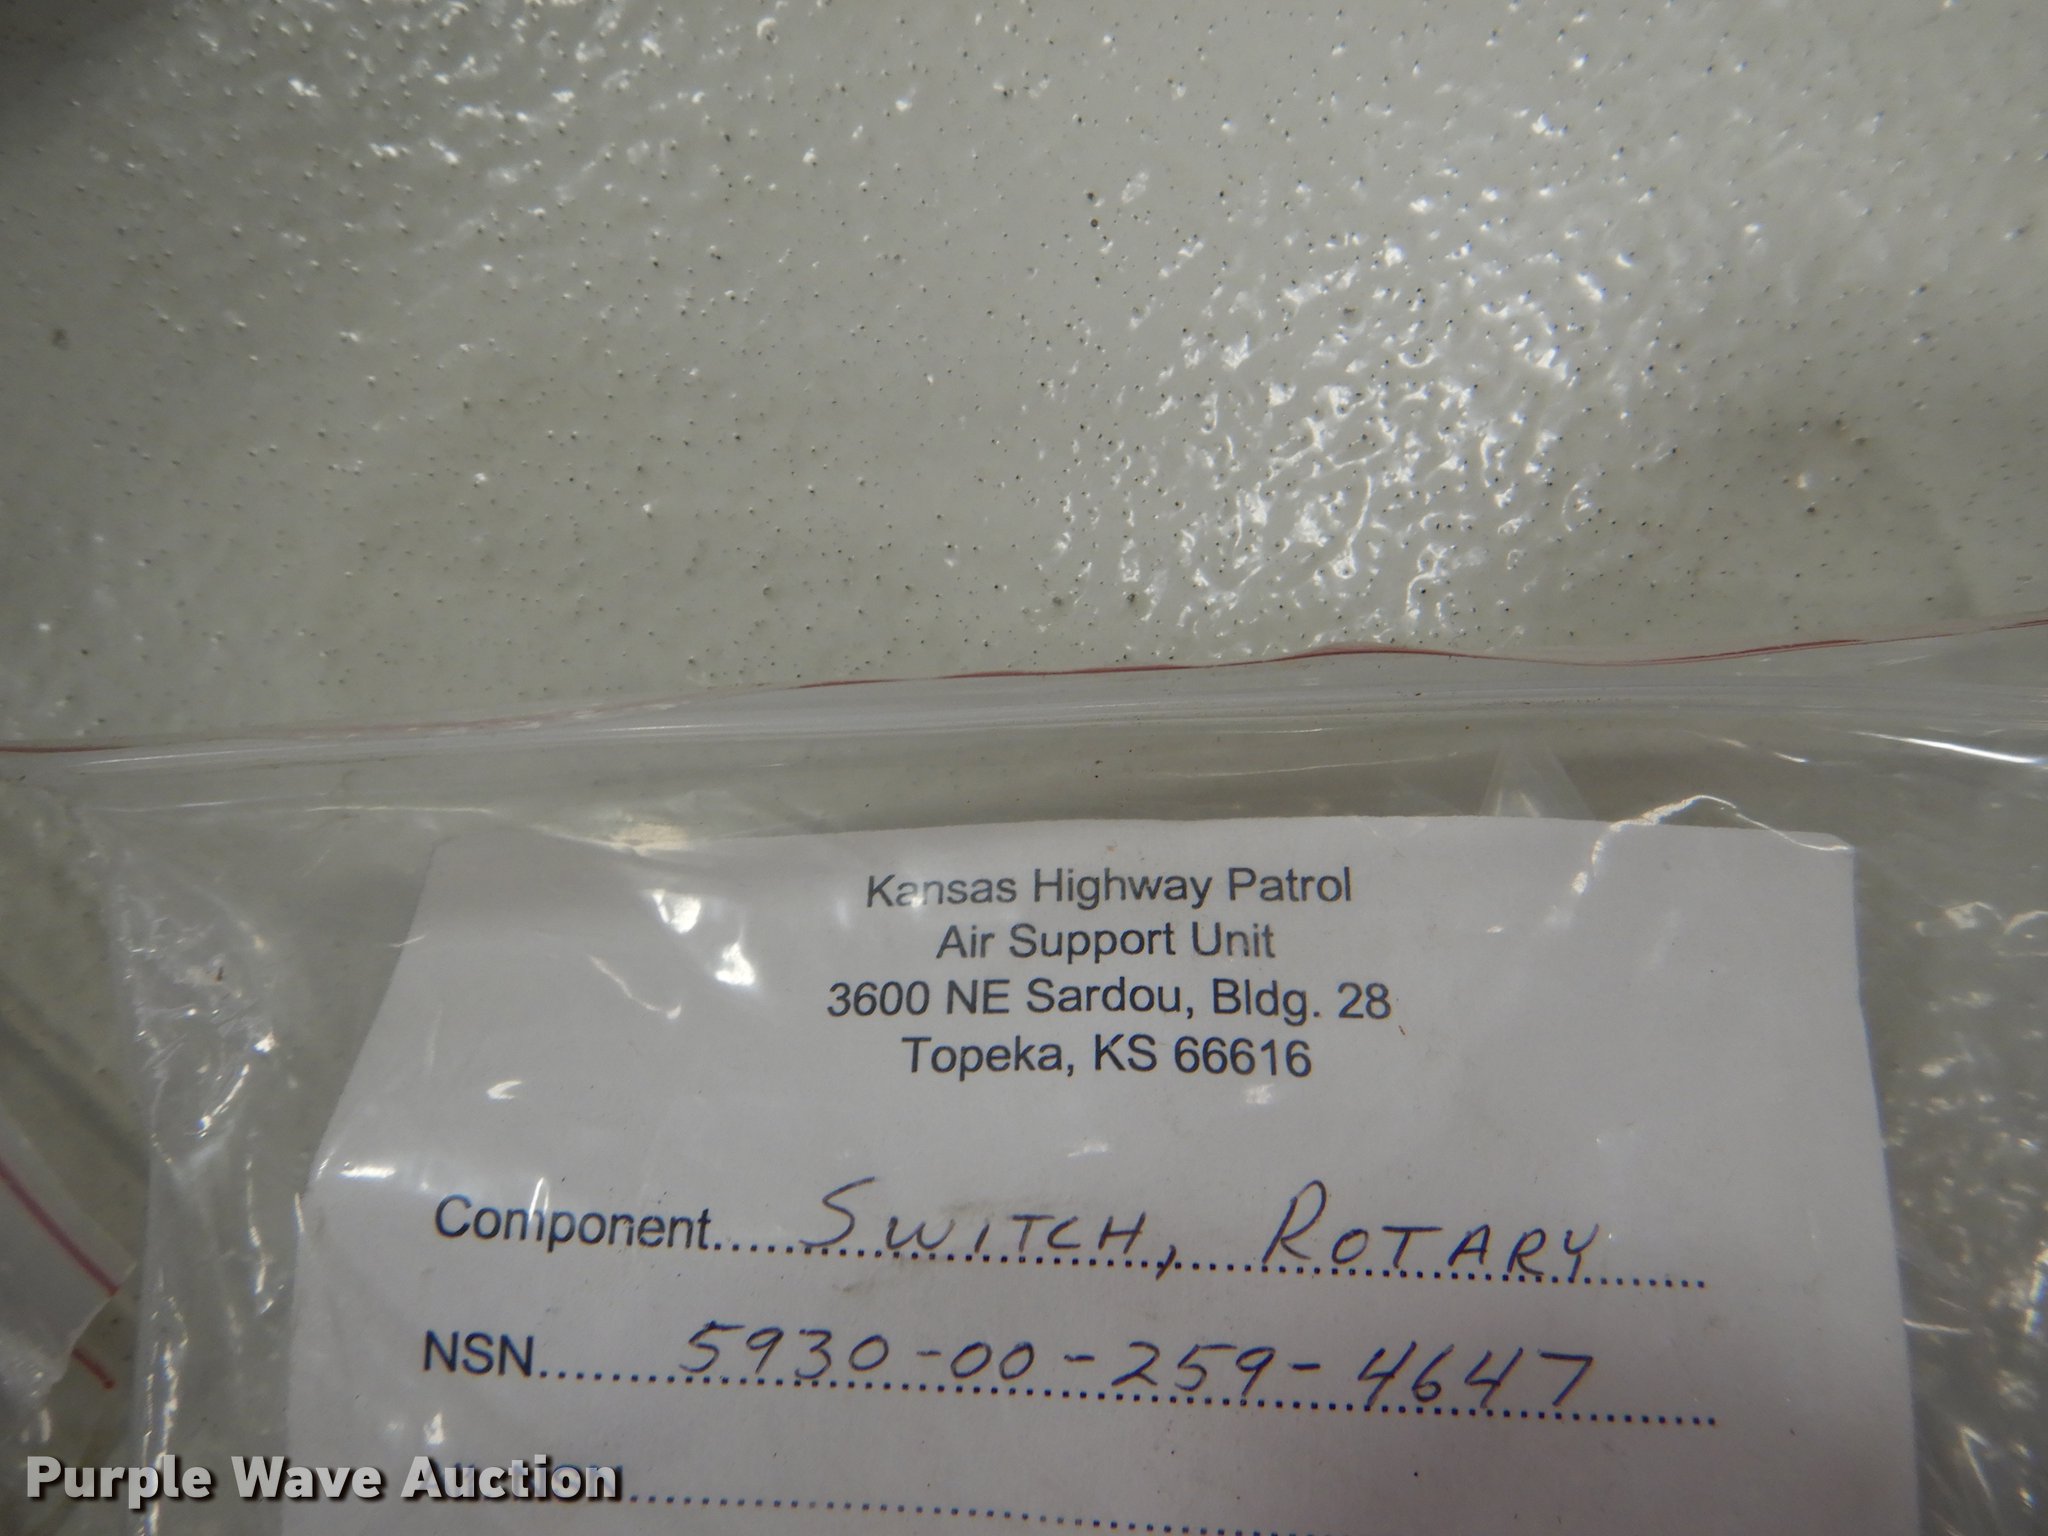 Kansas Highway Patrol
Air Support Unit
3600 NE Sardou, Bldg. 28
Topeka, KS 66616
Component..... SWITCH, ROTARY
NSN...... 5930-00-259-4647
Purple Wave Auction